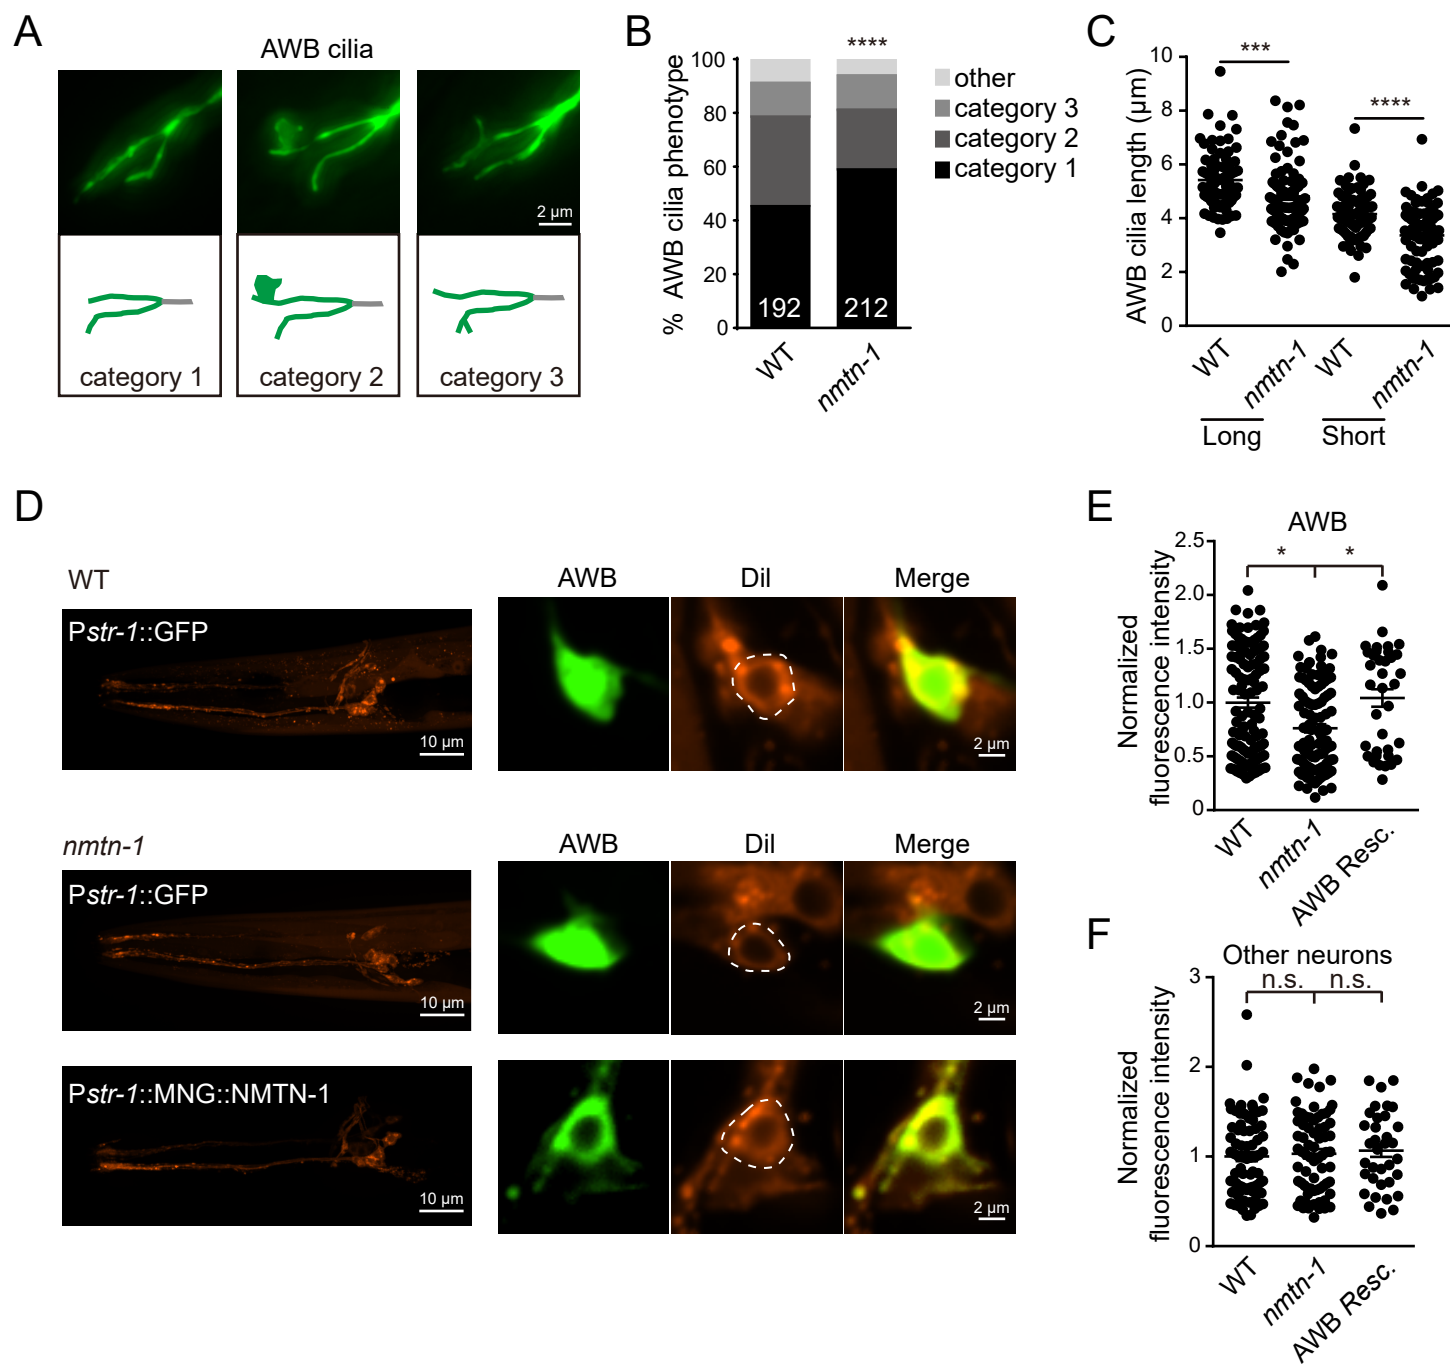 A
AWB cilia
2 µm
category 1
category 2
category 3
B
% AWB cilia phenotype
100
80
60
40
20
0
****
192
212
WT
nmtn-1
other
category 3
category 2
category 1
C
AWB cilia length (µm)
10
8
6
4
2
0
***
****
WT
nmtn-1
WT
nmtn-1
Long
Short
D
WT
Pstr-1::GFP
10 µm
AWB
DiI
Merge
2 µm
nmtn-1
Pstr-1::GFP
10 µm
AWB
DiI
Merge
2 µm
Pstr-1::MNG::NMTN-1
10 µm
2 µm
E
AWB
Normalized
fluorescence intensity
2.5
2.0
1.5
1.0
0.5
0
*
*
WT
nmtn-1
AWB Resc.
F
Other neurons
Normalized
fluorescence intensity
3
2
1
0
n.s.
n.s.
WT
nmtn-1
AWB Resc.